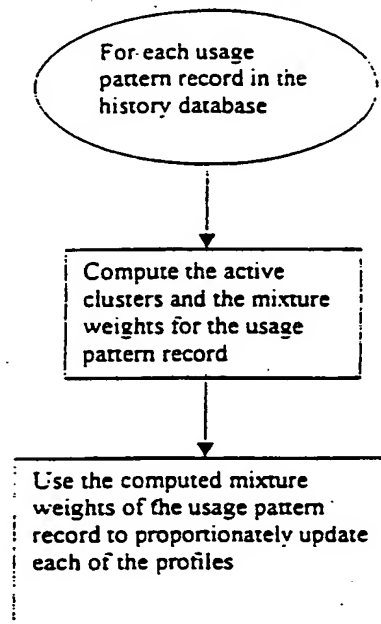 For each usage
pattern record in the
history database
Compute the active
clusters and the mixture
weights for the usage
pattern record
Use the computed mixture
weights of the usage pattern
record to proportionately update
each of the profiles